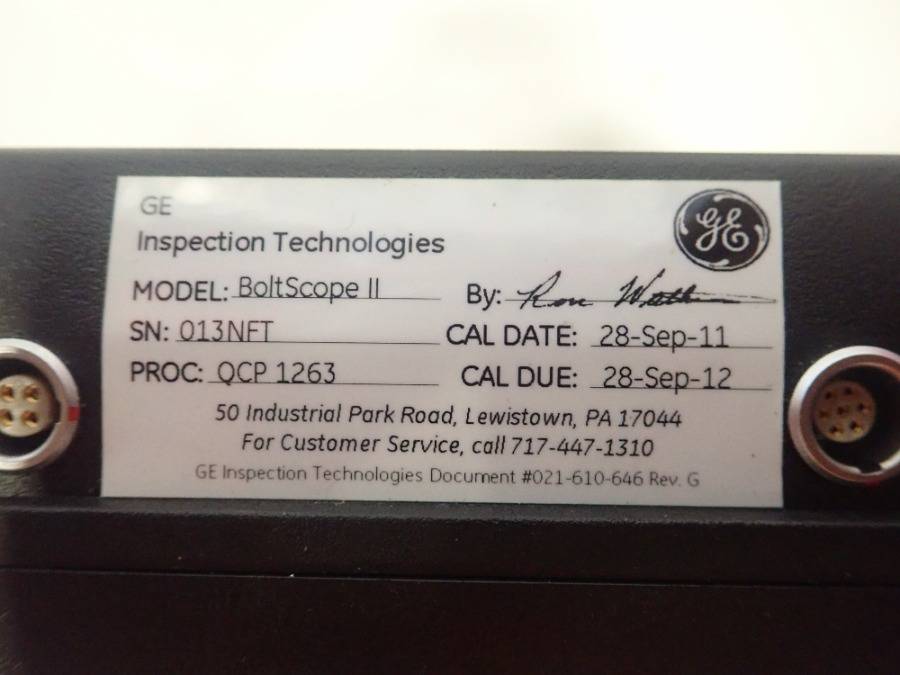 GE
Inspection Technologies
GE
MODEL: BoltScope II
By: Ron
SN: 013NFT
CAL DATE: 28-Sep-11
PROC: QCP 1263
CAL DUE: 28-Sep-12
50 Industrial Park Road, Lewistown, PA 17044
For Customer Service, call 717-447-1310
GE Inspection Technologies Document #021-610-646 Rev. G